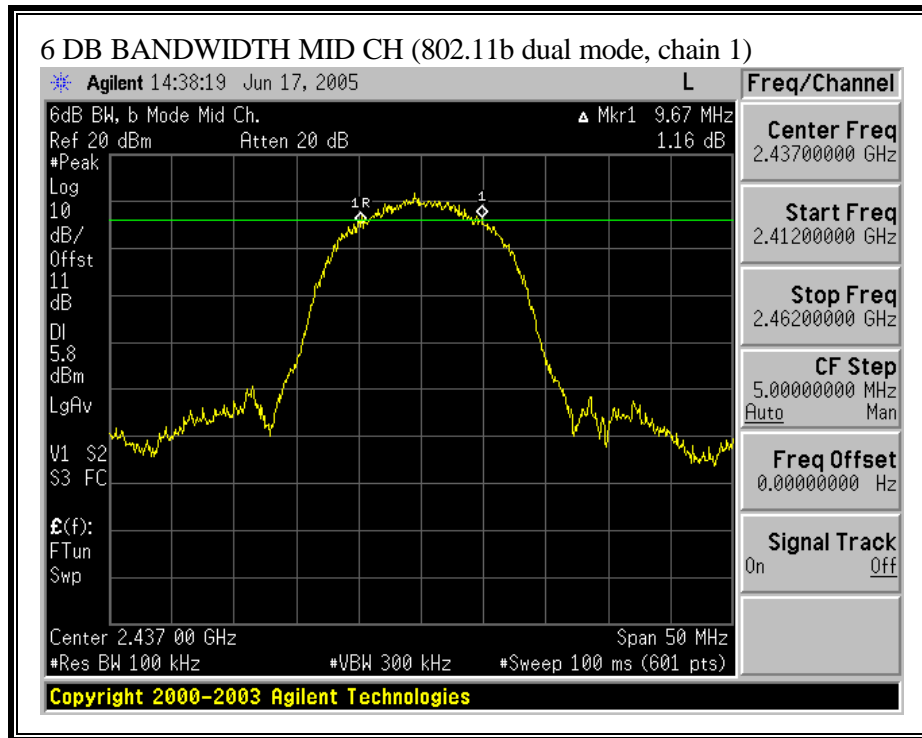 6 DB BANDWIDTH MID CH (802.11b dual mode, chain 1)
Agilent 14:38:19 Jun 17, 2005 L
6dB BW, b Mode Mid Ch. Δ Mkr1 9.67 MHz
Ref 20 dBm Atten 20 dB 1.16 dB
#Peak
Log
10
dB/
Offst
11
dB
DI
5.8
dBm
LgAv
V1 S2
S3 FC
£(f):
FTun
Swp
1R
1
Center 2.437 00 GHz Span 50 MHz
#Res BW 100 kHz #VBW 300 kHz #Sweep 100 ms (601 pts)
Copyright 2000-2003 Agilent Technologies
Freq/Channel
Center Freq
2.43700000 GHz
Start Freq
2.41200000 GHz
Stop Freq
2.46200000 GHz
CF Step
5.00000000 MHz
Auto Man
Freq Offset
0.00000000 Hz
Signal Track
On Off